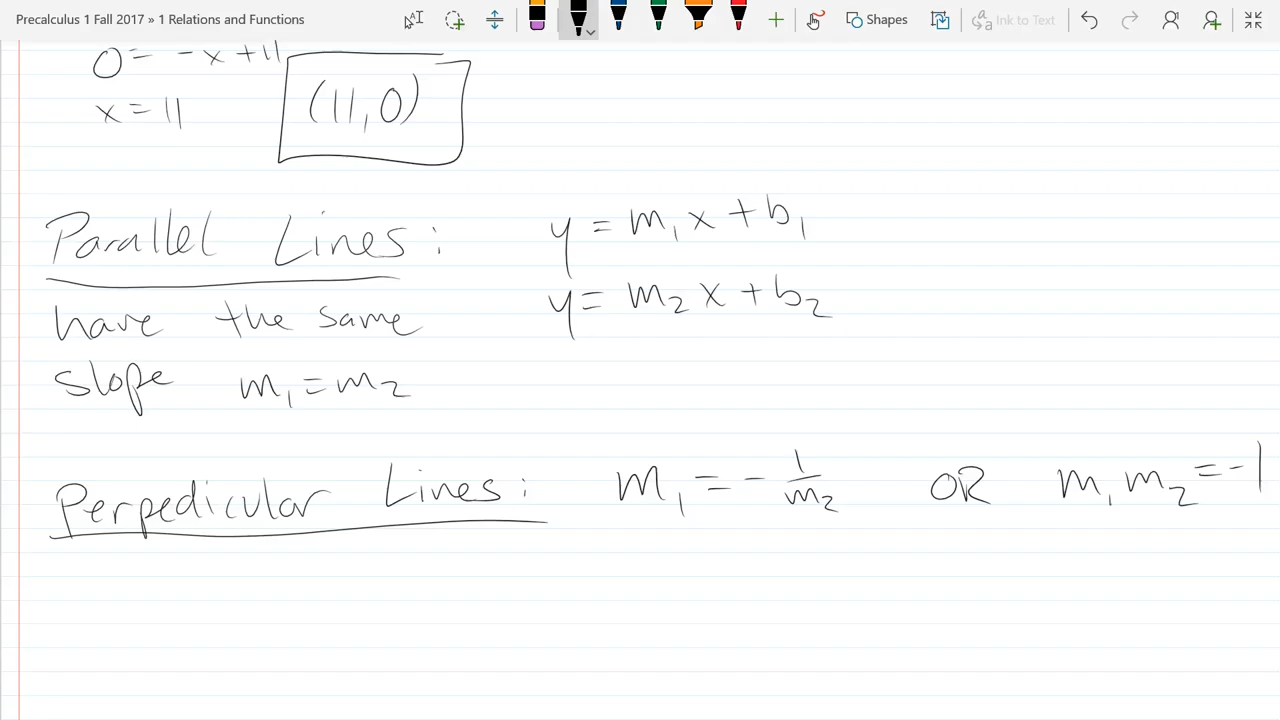 Precalculus 1 Fall 2017 » 1 Relations and Functions
Shapes
Ink to Text
0 = -x + 11
x = 11
(11, 0)
Parallel Lines:
y = m₁x + b₁
y = m₂x + b₂
have the same
slope m₁ = m₂
Perpedicular Lines: m₁ = -1/m₂ OR m₁m₂ = -1